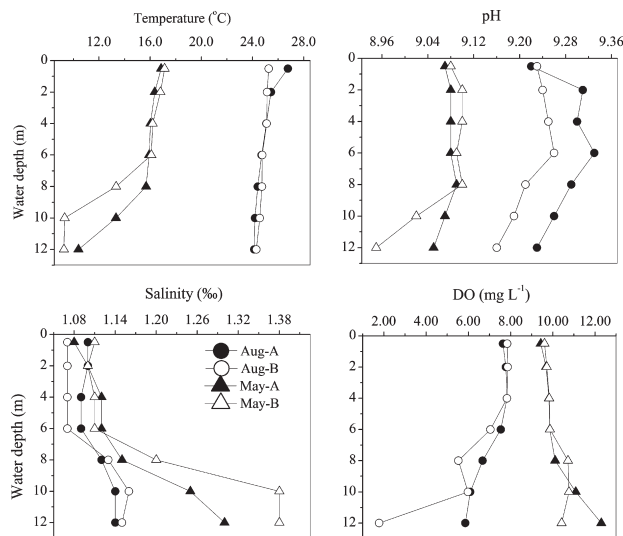 Temperature (°C)
12.0 16.0 20.0 24.0 28.0
0
2
4
6
8
10
12
Water depth (m)
pH
8.96 9.04 9.12 9.20 9.28 9.36
0
2
4
6
8
10
12
Salinity (‰)
1.08 1.14 1.20 1.26 1.32 1.38
0
2
4
6
8
10
12
Water depth (m)
Aug-A
Aug-B
May-A
May-B
DO (mg L-1)
2.00 4.00 6.00 8.00 10.00 12.00
0
2
4
6
8
10
12